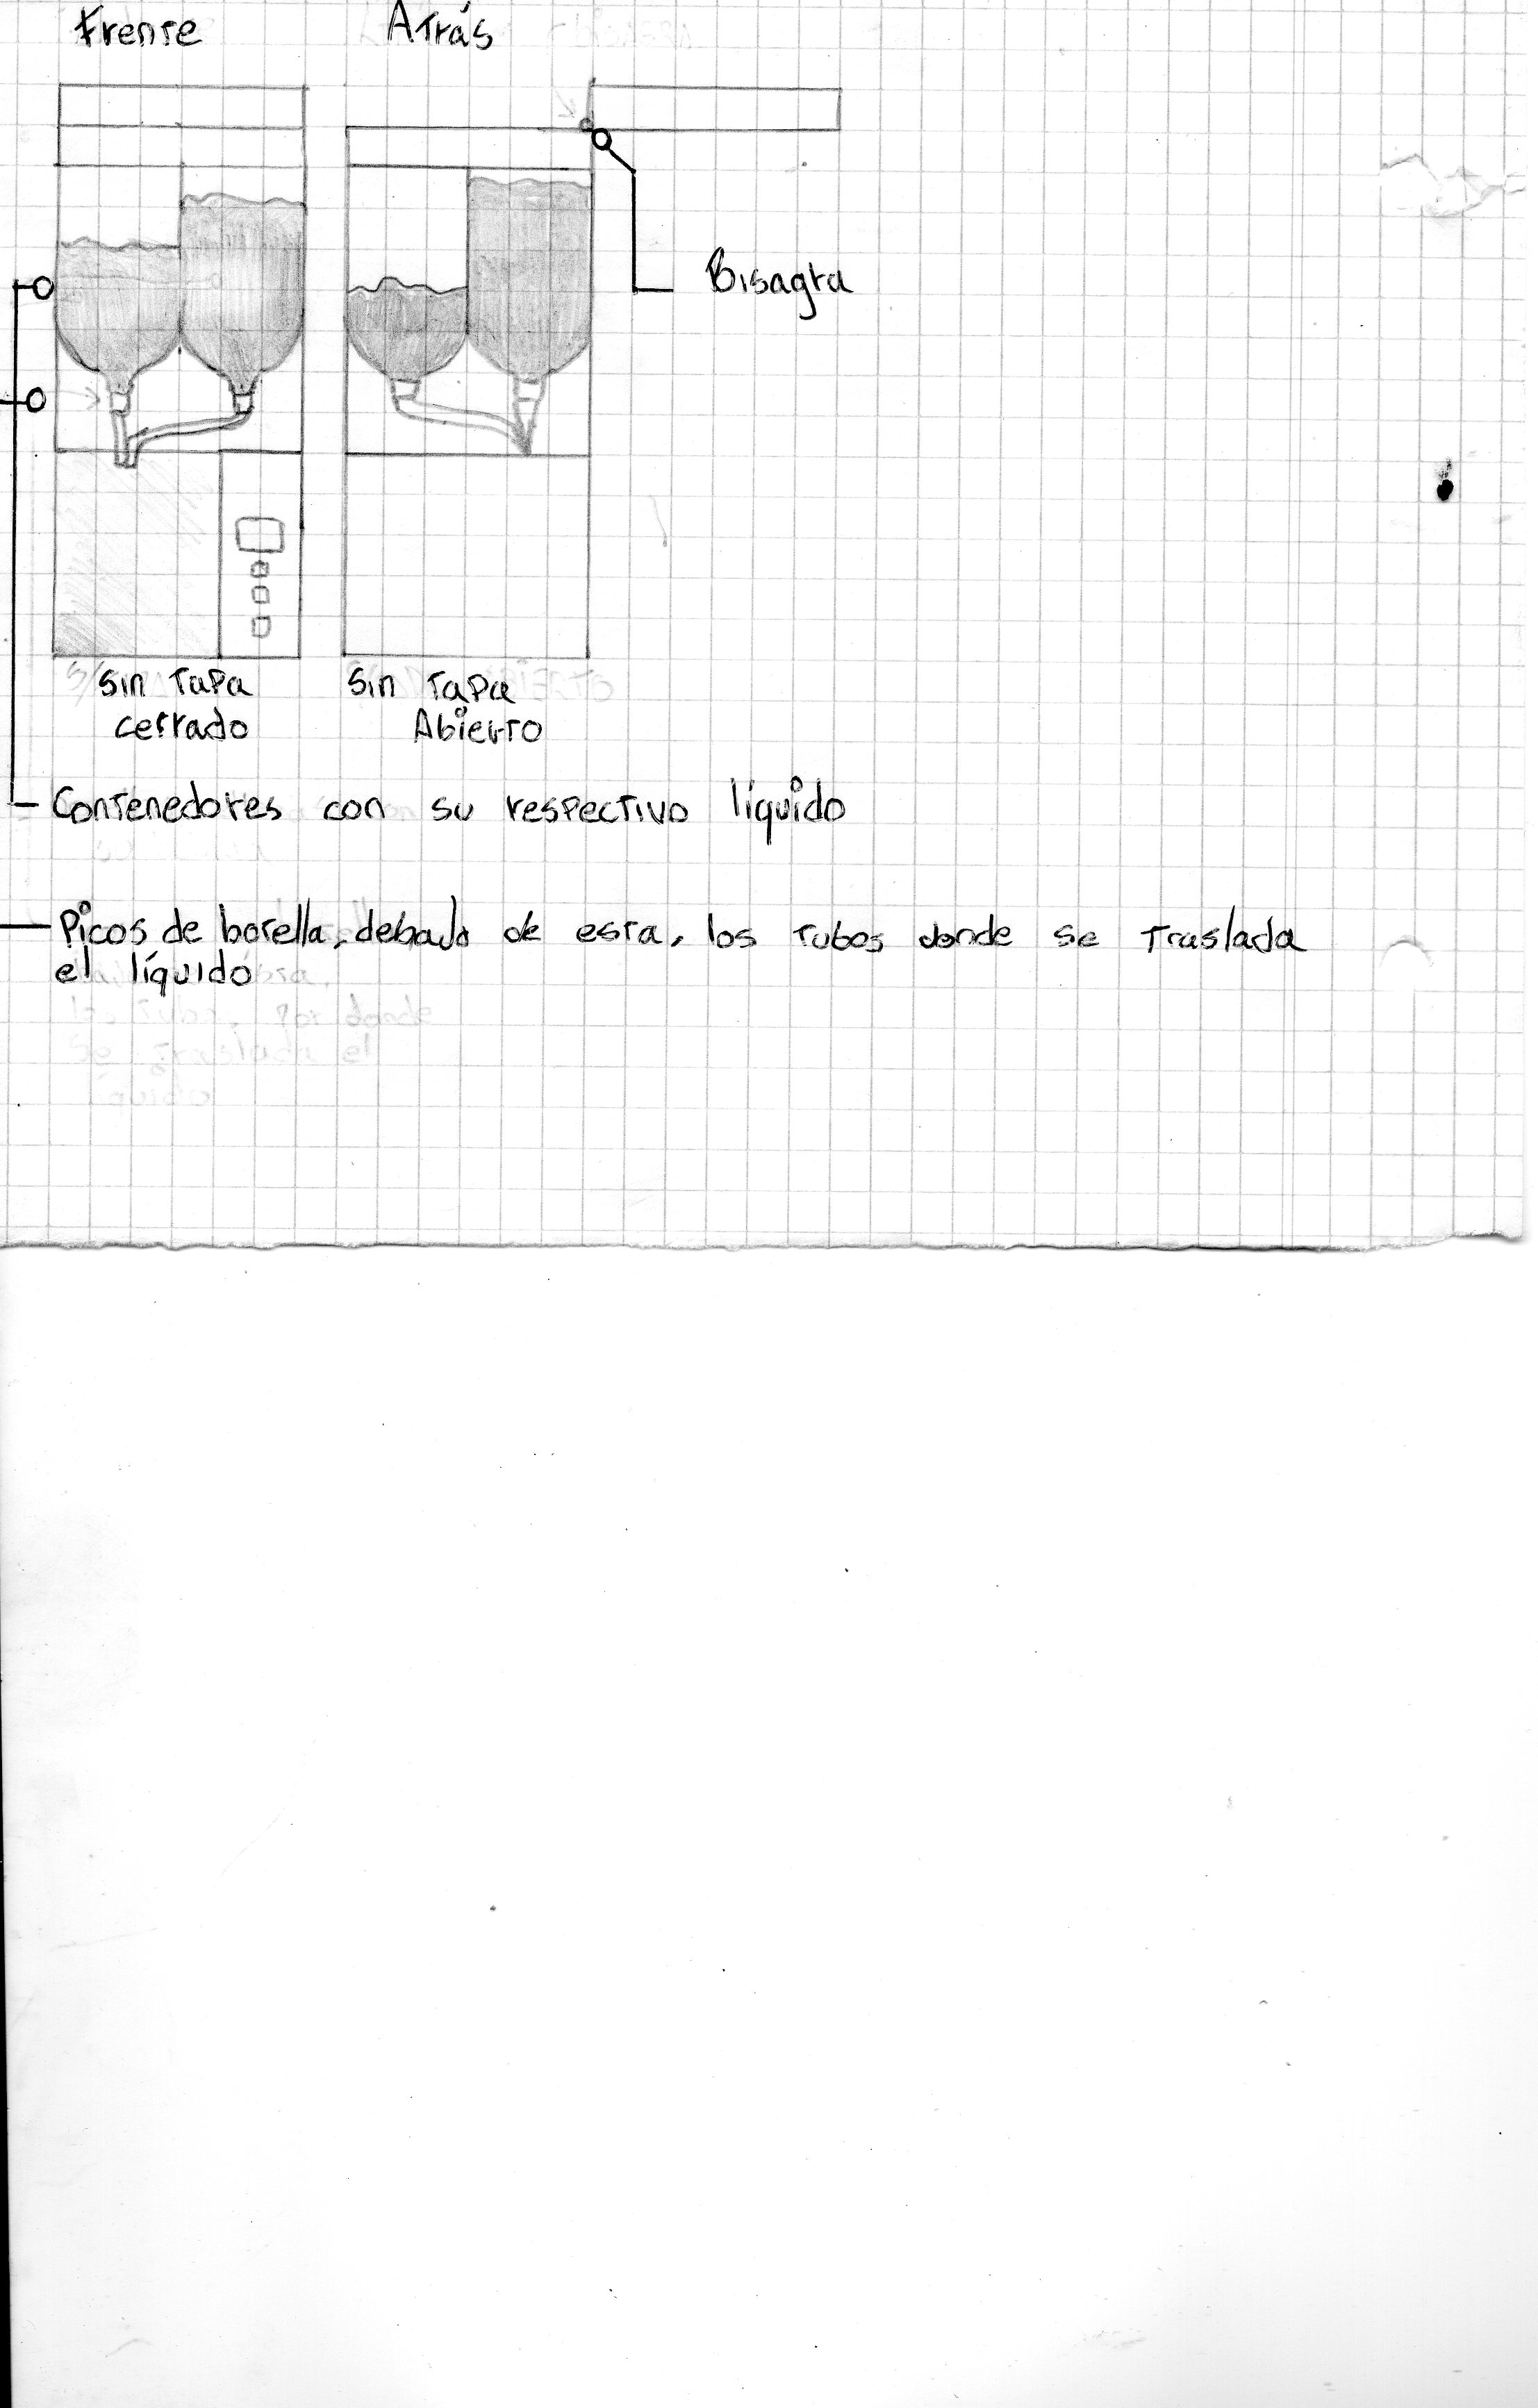 Frente
Atrás
Bisagra
Sin Tapa
cerrado
Sin Tapa
Abierto
Contenedores con su respectivo líquido
Picos de botella, debajo de esta, los tubos donde se traslada
el líquido